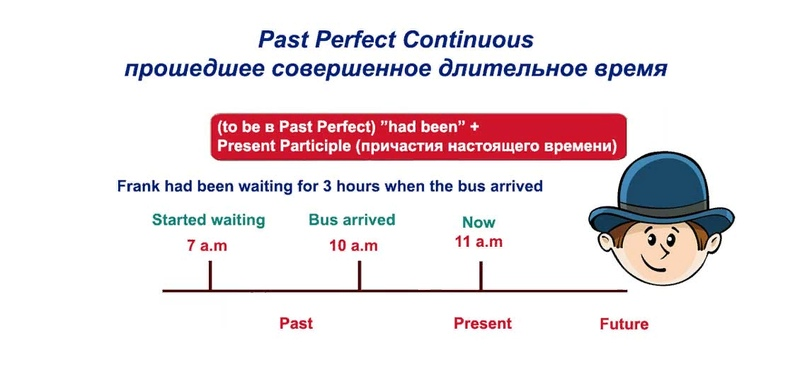 Past Perfect Continuous
прошедшее совершенное длительное время
(to be в Past Perfect) ”had been” +
Present Participle (причастия настоящего времени)
Frank had been waiting for 3 hours when the bus arrived
Started waiting Bus arrived Now
7 a.m 10 a.m 11 a.m
Past Present Future